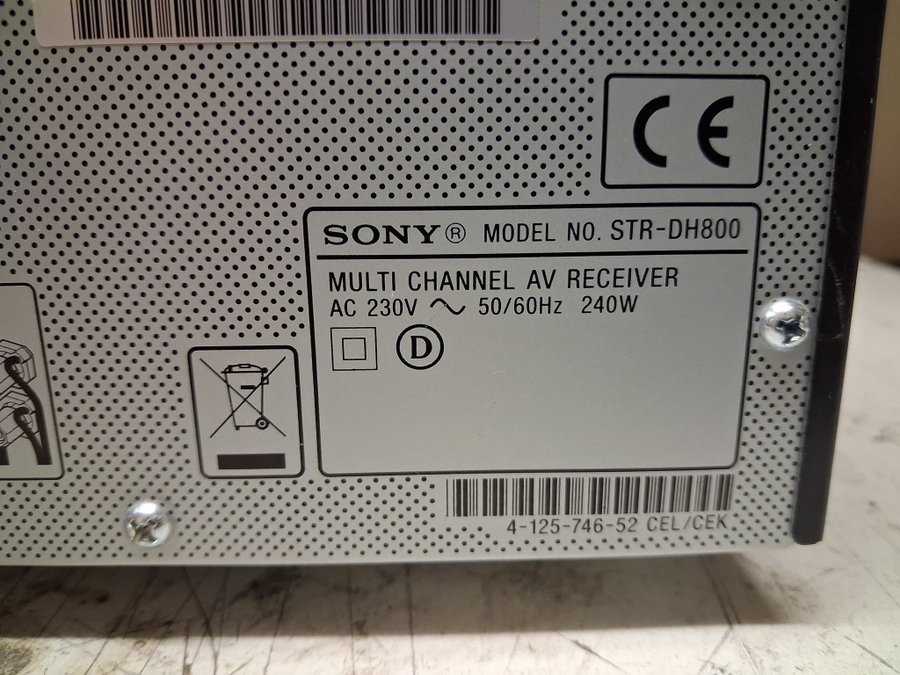 CE
SONY® MODEL NO. STR-DH800
MULTI CHANNEL AV RECEIVER
AC 230V ~ 50/60Hz 240W
D
4-125-746-52 CEL/CEK